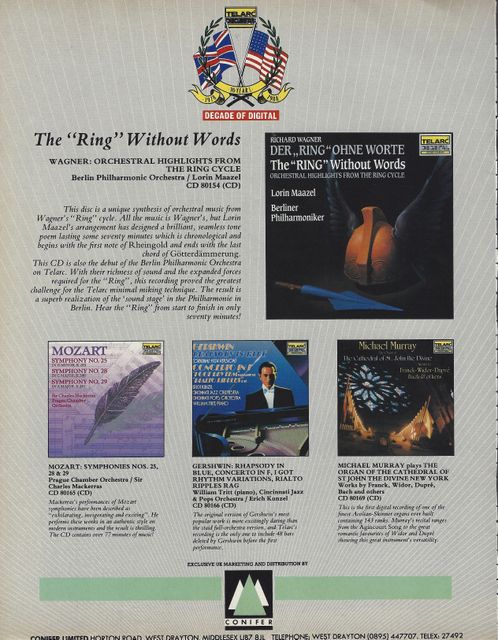 TELARC
DIGITAL
10 YEARS
1978 1988
DECADE OF DIGITAL
The "Ring" Without Words
WAGNER: ORCHESTRAL HIGHLIGHTS FROM
THE RING CYCLE
Berlin Philharmonic Orchestra / Lorin Maazel
CD 80154 (CD)
This disc is a unique synthesis of orchestral music from
Wagner's "Ring" cycle. All the music is Wagner's, but Lorin
Maazel's arrangement has designed a brilliant, seamless tone
poem lasting some seventy minutes which is chronological and
begins with the first note of Rheingold and ends with the last
chord of Götterdämmerung.
This CD is also the debut of the Berlin Philharmonic Orchestra
on Telarc. With their richness of sound and the expanded forces
required for the "Ring", this recording proved the greatest
challenge for the Telarc minimal miking technique. The result is
a superb realization of the 'sound stage' in the Philharmonie in
Berlin. Hear the "Ring" from start to finish in only
seventy minutes!
RICHARD WAGNER
DER „RING" OHNE WORTE
The "RING" Without Words
ORCHESTRAL HIGHLIGHTS FROM THE RING CYCLE
TELARC
DIGITAL
Lorin Maazel
Berliner
Philharmoniker
TELARC
MOZART
SYMPHONY NO. 25
SYMPHONY NO. 28
SYMPHONY NO. 29
Sir Charles Mackerras
Prague Chamber
Orchestra
MOZART: SYMPHONIES NOS. 25,
28 & 29
Prague Chamber Orchestra / Sir
Charles Mackerras
CD 80165 (CD)
Mackerras's performances of Mozart
symphonies have been described as
"exhilarating, invigorating and exciting". He
performs these works in an authentic style on
modern instruments and the result is thrilling.
The CD contains over 77 minutes of music!
GERSHWIN
TELARC
RHAPSODY IN BLUE
CONCERTO IN F
GERSHWIN: RHAPSODY IN
BLUE, CONCERTO IN F, I GOT
RHYTHM VARIATIONS, RIALTO
RIPPLES RAG
William Tritt (piano), Cincinnati Jazz
& Pops Orchestra / Erich Kunzel
CD 80166 (CD)
The original version of Gershwin's most
popular work is more excitingly daring than the
staid full-orchestra version, and Telarc's
recording is the only one to include 48 bars
deleted by Gershwin before the first
performance.
Michael Murray
TELARC
The Cathedral of St. John the Divine
Franck·Widor·Dupré
Bach & others
MICHAEL MURRAY plays THE
ORGAN OF THE CATHEDRAL OF
ST JOHN THE DIVINE NEW YORK
Works by Franck, Widor, Dupré,
Bach and others
CD 80169 (CD)
This is the first digital recording of one of the
finest Aeolian-Skinner organs ever built
containing 143 ranks. Murray's recital ranges
from the Agincourt Song to the great
romantic favourites of Widor and Dupré
showing this great instrument's versatility.
EXCLUSIVE UK MARKETING AND DISTRIBUTION BY
CONIFER
CONIFER LIMITED HORTON ROAD, WEST DRAYTON, MIDDLESEX UB7 8JL TELEPHONE: WEST DRAYTON (0895) 447707. TELEX: 27492